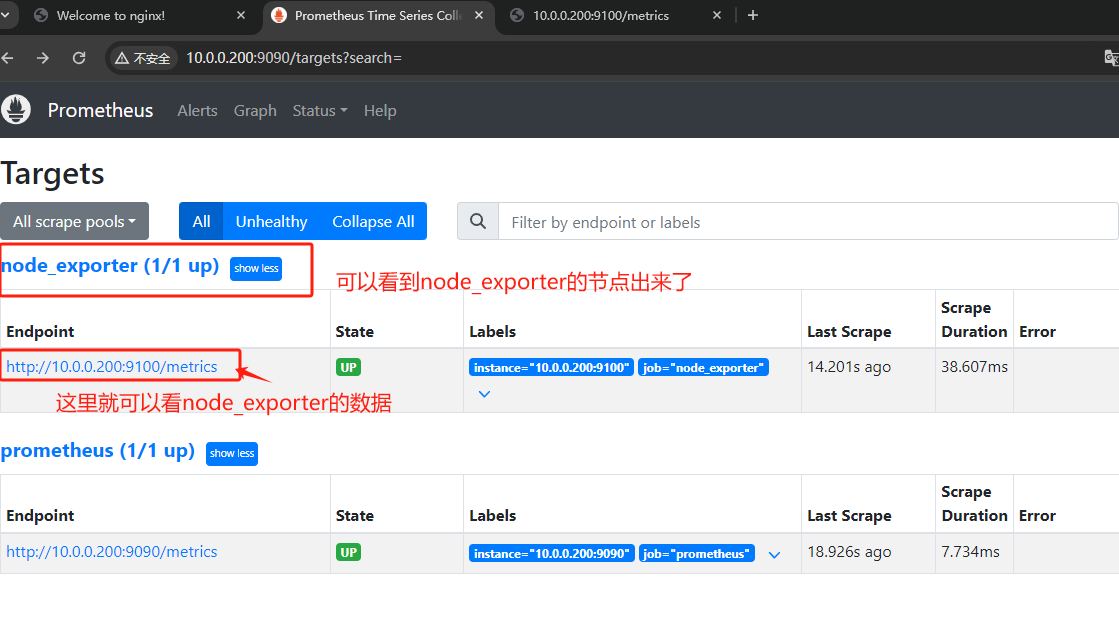 Welcome to nginx!
Prometheus Time Series Colle
10.0.0.200:9100/metrics
不安全
10.0.0.200:9090/targets?search=
Prometheus
Alerts
Graph
Status
Help
Targets
All scrape pools
All
Unhealthy
Collapse All
Filter by endpoint or labels
node_exporter (1/1 up)
show less
可以看到node_exporter的节点出来了
Endpoint
State
Labels
Last Scrape
Scrape Duration
Error
http://10.0.0.200:9100/metrics
UP
instance="10.0.0.200:9100"
job="node_exporter"
14.201s ago
38.607ms
这里就可以看node_exporter的数据
prometheus (1/1 up)
show less
Endpoint
State
Labels
Last Scrape
Scrape Duration
Error
http://10.0.0.200:9090/metrics
UP
instance="10.0.0.200:9090"
job="prometheus"
18.926s ago
7.734ms